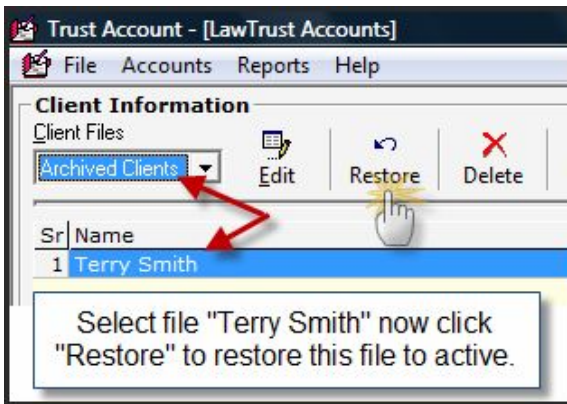 Trust Account - [LawTrust Accounts]
File Accounts Reports Help
Client Information
Client Files
Archived Clients
Edit Restore Delete
Sr Name
1 Terry Smith
Select file "Terry Smith" now click
"Restore" to restore this file to active.